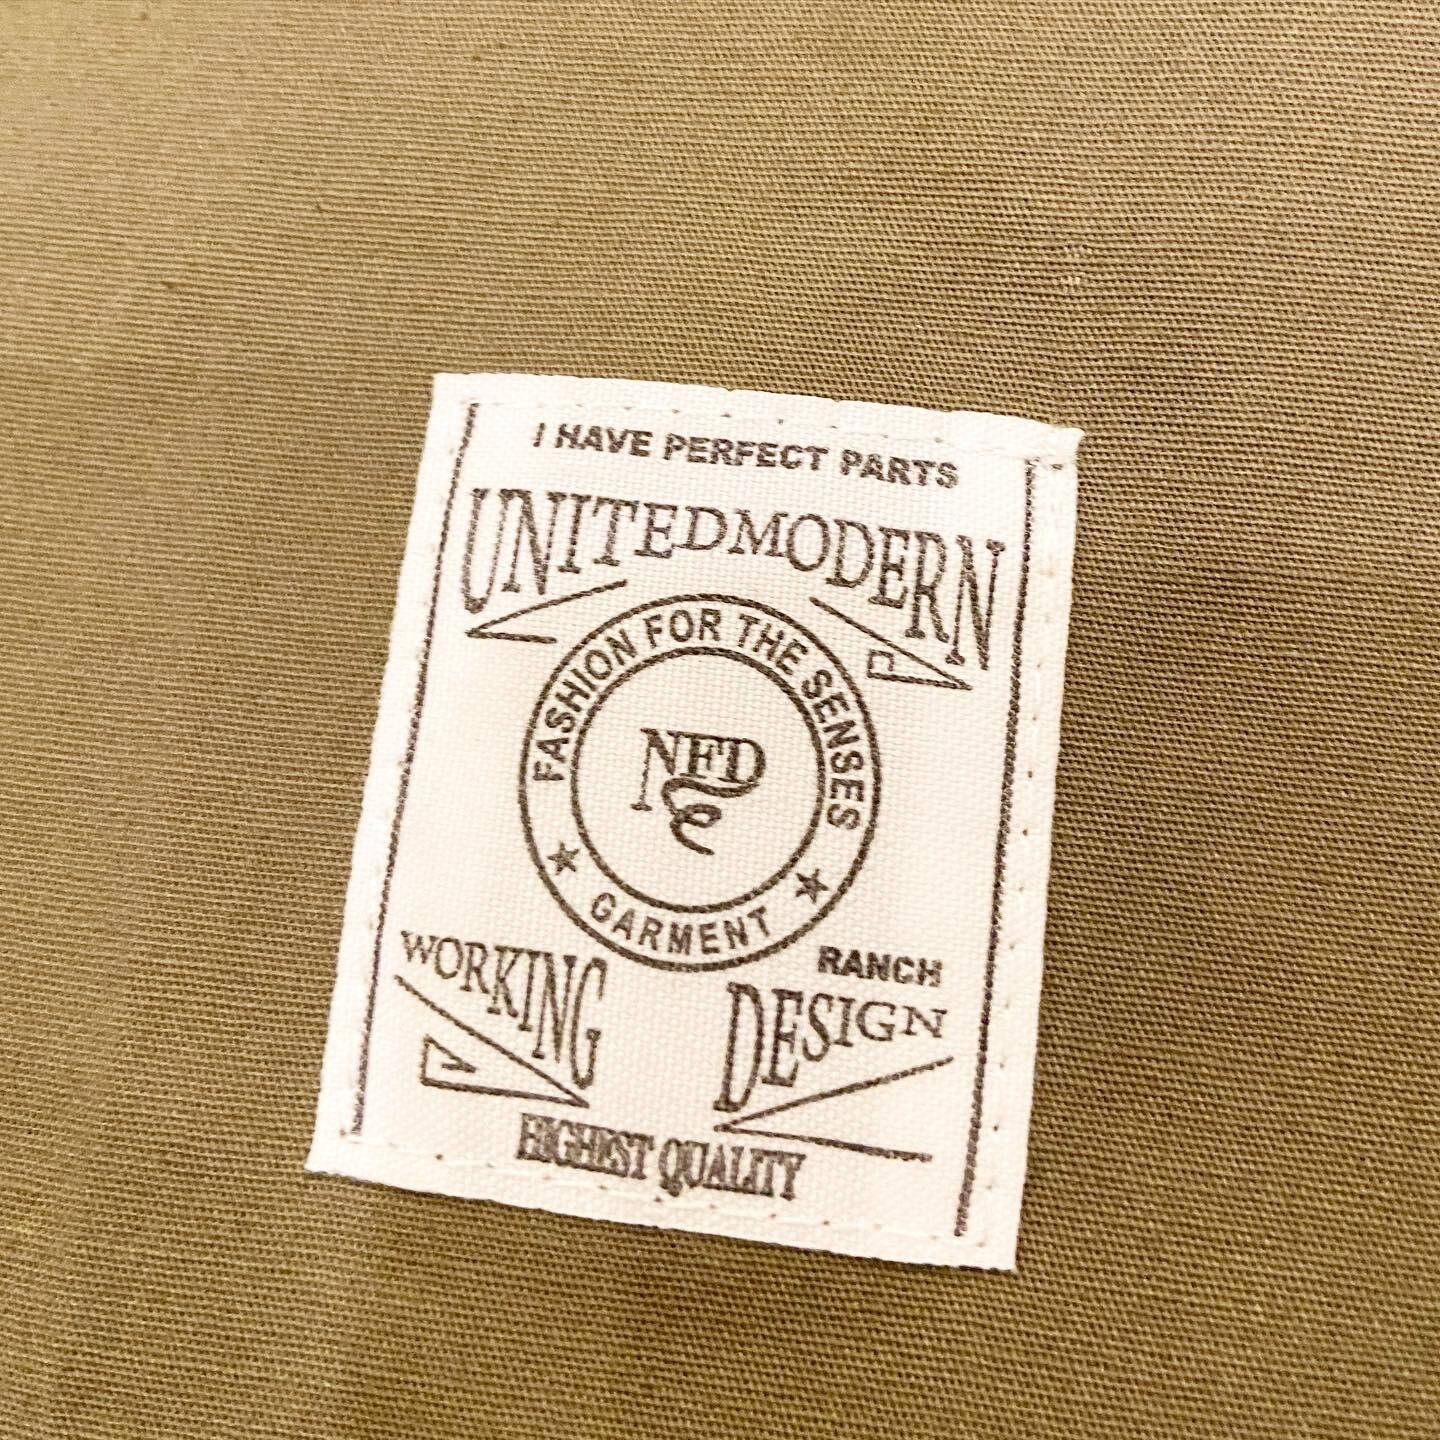 I HAVE PERFECT PARTS
UNITEDMODERN
FASHION FOR THE SENSES
NFD
★ GARMENT ★
WORKING
RANCH
DESIGN
HIGHEST QUALITY